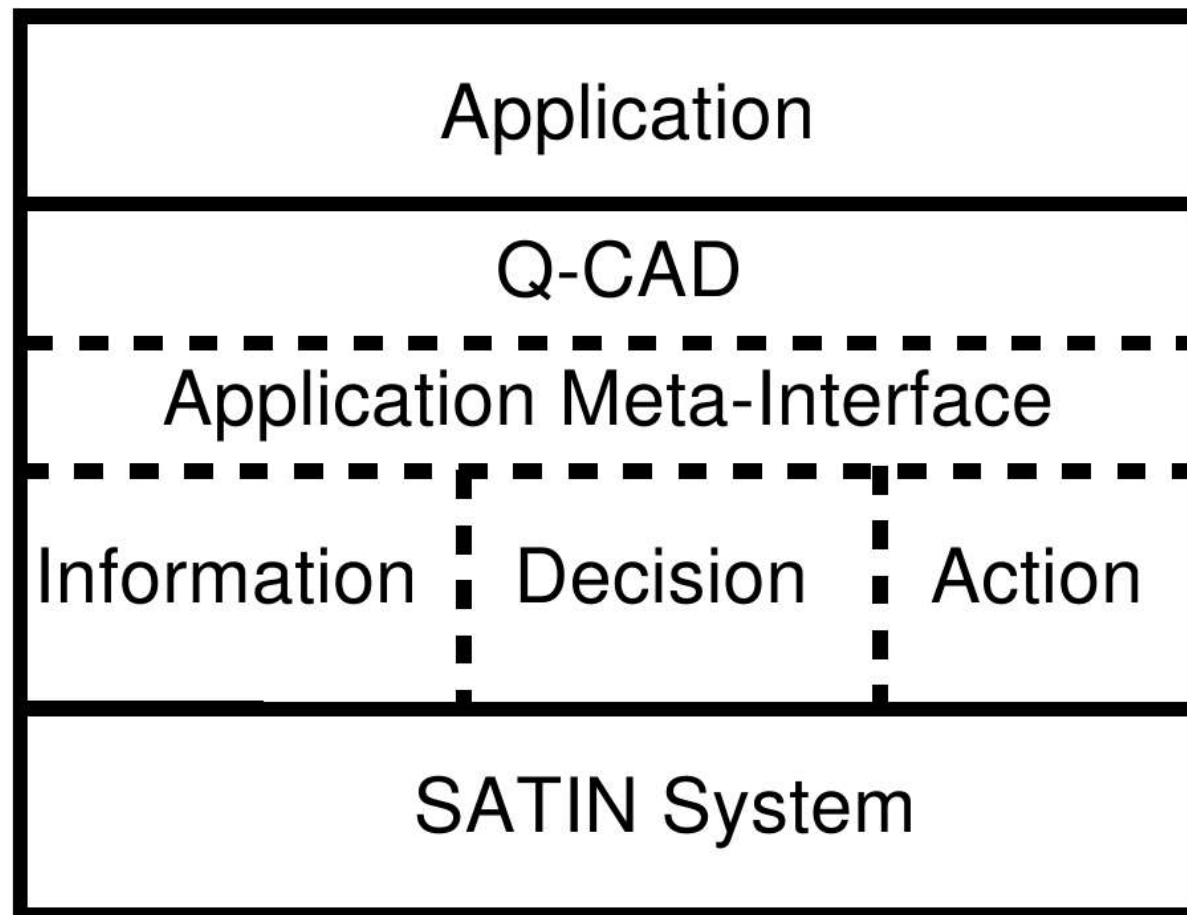 Application
Q-CAD
Application Meta-Interface
Information Decision Action
SATIN System